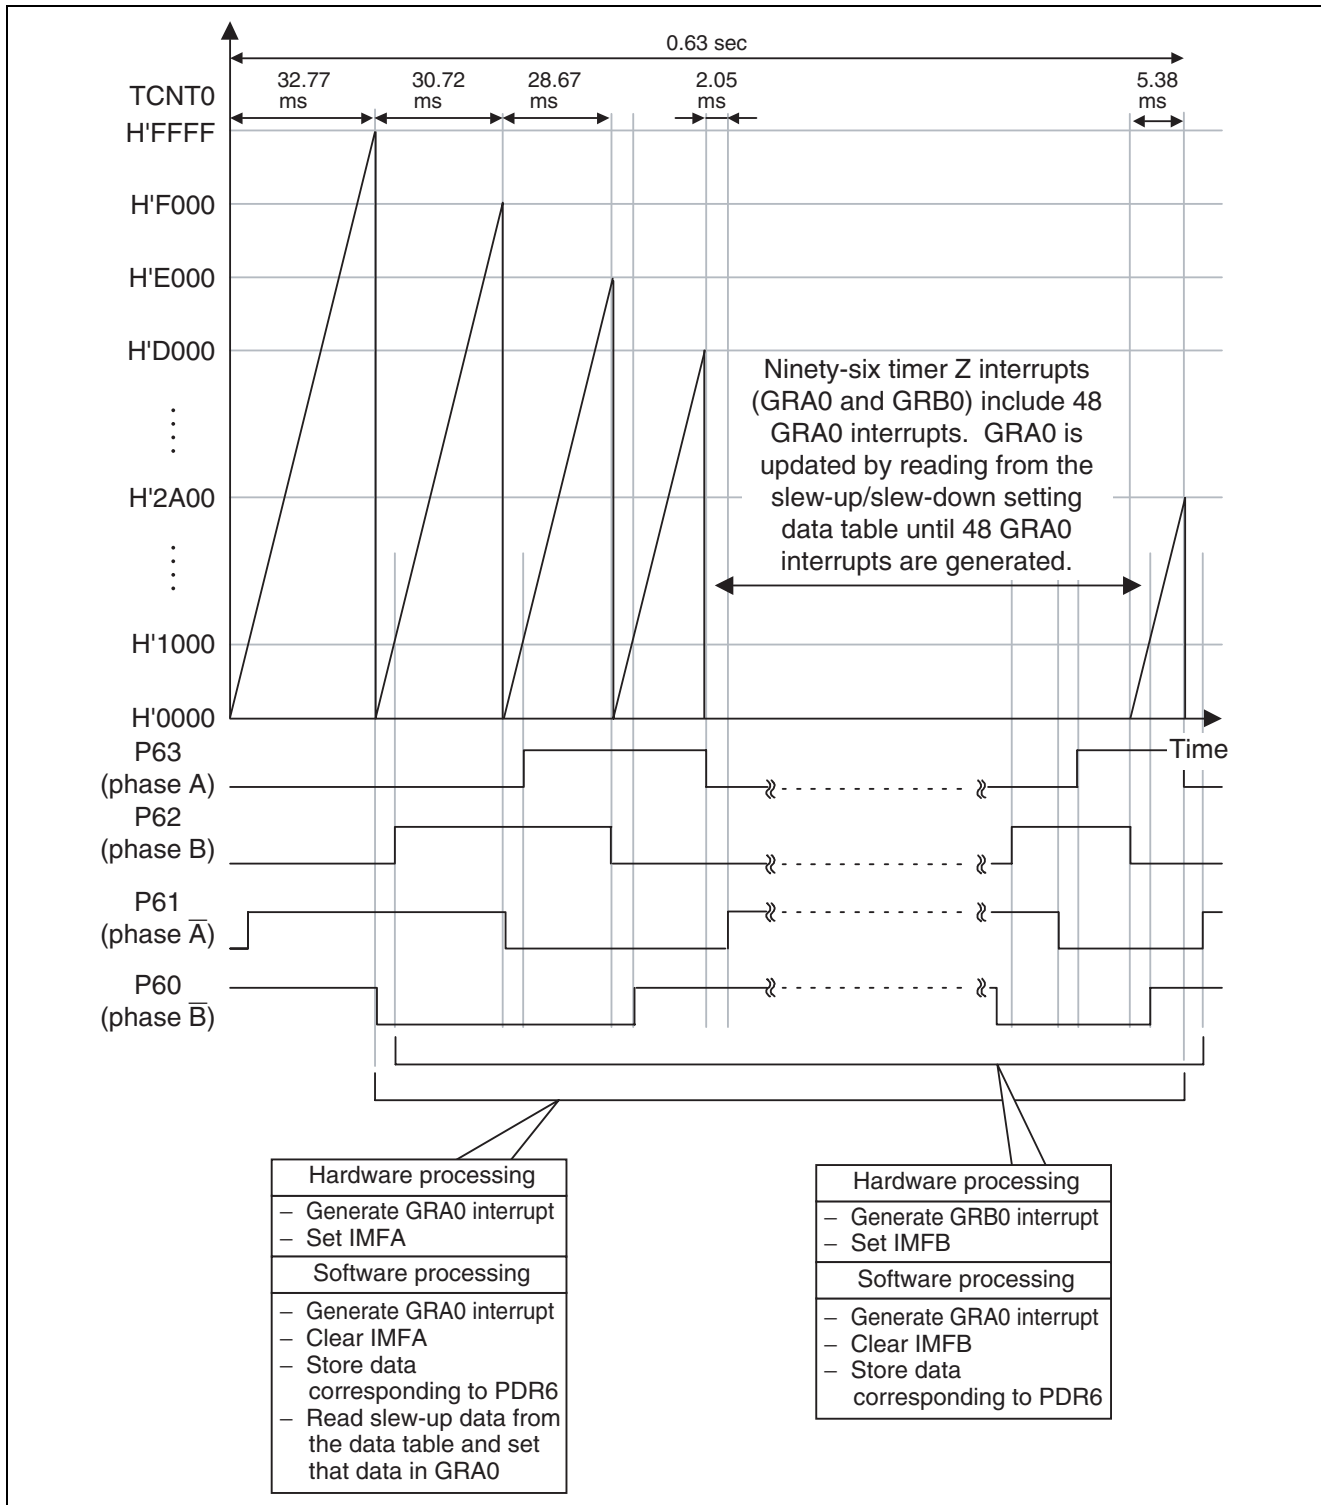 0.63 sec
32.77
ms
30.72
ms
28.67
ms
2.05
ms
5.38
ms
TCNT0
H'FFFF
H'F000
H'E000
H'D000
H'2A00
H'1000
H'0000
Ninety-six timer Z interrupts
(GRA0 and GRB0) include 48
GRA0 interrupts. GRA0 is
updated by reading from the
slew-up/slew-down setting
data table until 48 GRA0
interrupts are generated.
Time
P63
(phase A)
P62
(phase B)
P61
(phase A̅)
P60
(phase B̅)
Hardware processing
– Generate GRA0 interrupt
– Set IMFA
Software processing
– Generate GRA0 interrupt
– Clear IMFA
– Store data
corresponding to PDR6
– Read slew-up data from
the data table and set
that data in GRA0
Hardware processing
– Generate GRB0 interrupt
– Set IMFB
Software processing
– Generate GRA0 interrupt
– Clear IMFB
– Store data
corresponding to PDR6